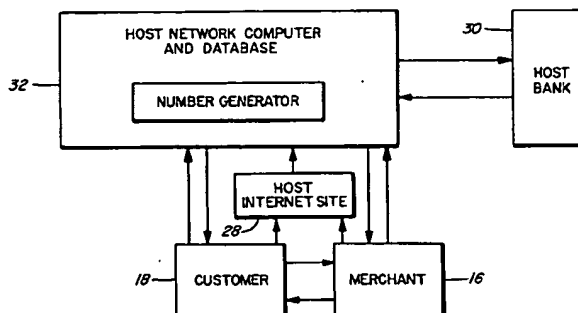 HOST NETWORK COMPUTER
AND DATABASE
30
32
NUMBER GENERATOR
HOST
BANK
HOST
INTERNET SITE
28
18
CUSTOMER
MERCHANT
16